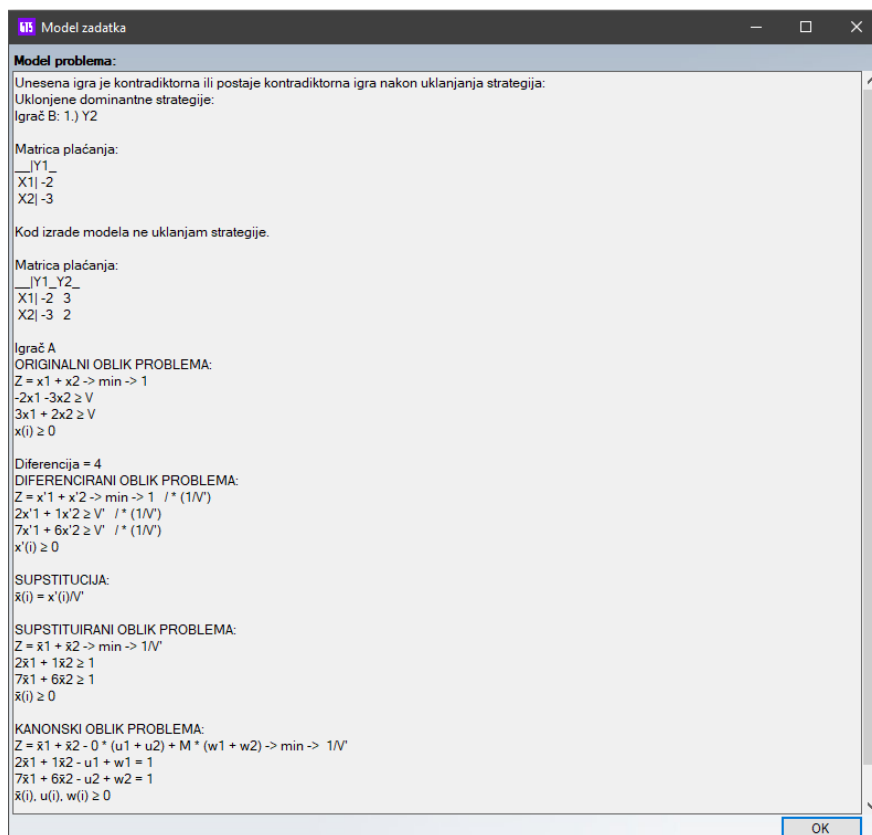 GTS Model zadatka
Model problema:
Unesena igra je kontradiktorna ili postaje kontradiktorna igra nakon uklanjanja strategija:
Uklonjene dominantne strategije:
Igrač B: 1.) Y2
Matrica plaćanja:
__|Y1_
X1| -2
X2| -3
Kod izrade modela ne uklanjam strategije.
Matrica plaćanja:
__|Y1_Y2_
X1| -2 3
X2| -3 2
Igrač A
ORIGINALNI OBLIK PROBLEMA:
Z = x1 + x2 -> min -> 1
-2x1 -3x2 ≥ V
3x1 + 2x2 ≥ V
x(i) ≥ 0
Diferencija = 4
DIFERENCIRANI OBLIK PROBLEMA:
Z = x'1 + x'2 -> min -> 1 / * (1/V')
2x'1 + 1x'2 ≥ V' / * (1/V')
7x'1 + 6x'2 ≥ V' / * (1/V')
x'(i) ≥ 0
SUPSTITUCIJA:
x̄(i) = x'(i)/V'
SUPSTITUIRANI OBLIK PROBLEMA:
Z = x̄1 + x̄2 -> min -> 1/V'
2x̄1 + 1x̄2 ≥ 1
7x̄1 + 6x̄2 ≥ 1
x̄(i) ≥ 0
KANONSKI OBLIK PROBLEMA:
Z = x̄1 + x̄2 - 0 * (u1 + u2) + M * (w1 + w2) -> min -> 1/V'
2x̄1 + 1x̄2 - u1 + w1 = 1
7x̄1 + 6x̄2 - u2 + w2 = 1
x̄(i), u(i), w(i) ≥ 0
OK